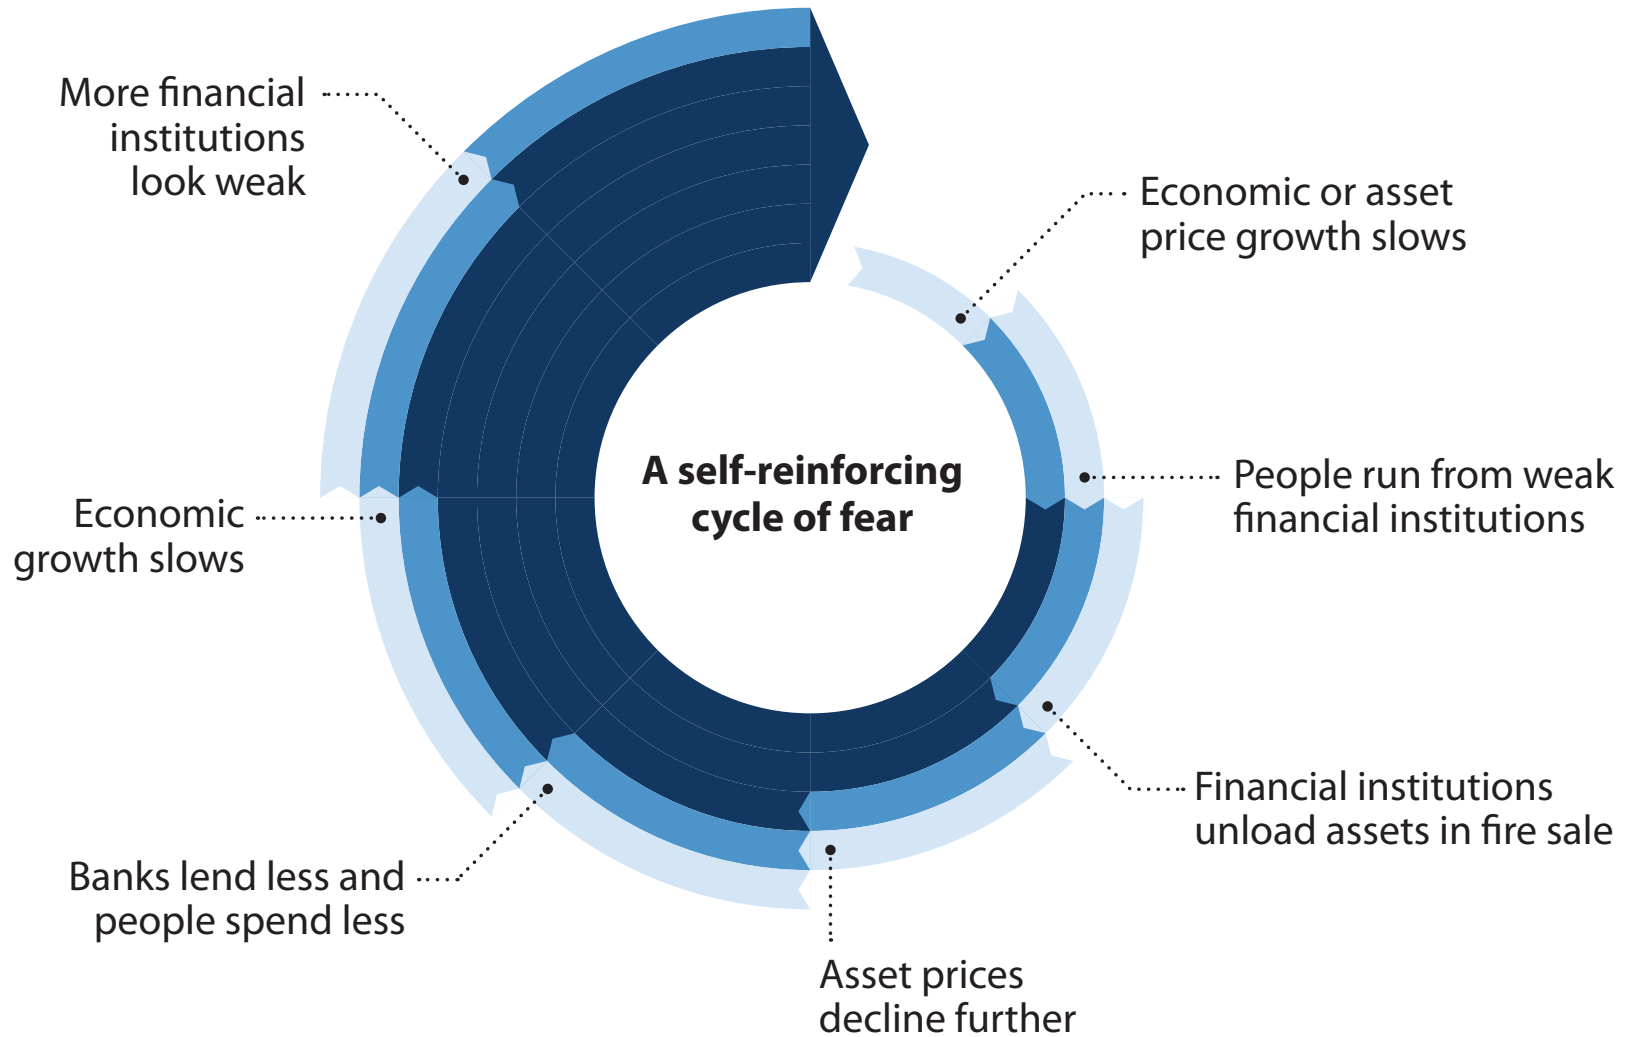 Economic or asset
price growth slows
People run from weak
financial institutions
Financial institutions
unload assets in fire sale
Asset prices
decline further
Banks lend less and
people spend less
Economic
growth slows
More financial
institutions
look weak
A self-reinforcing
cycle of fear